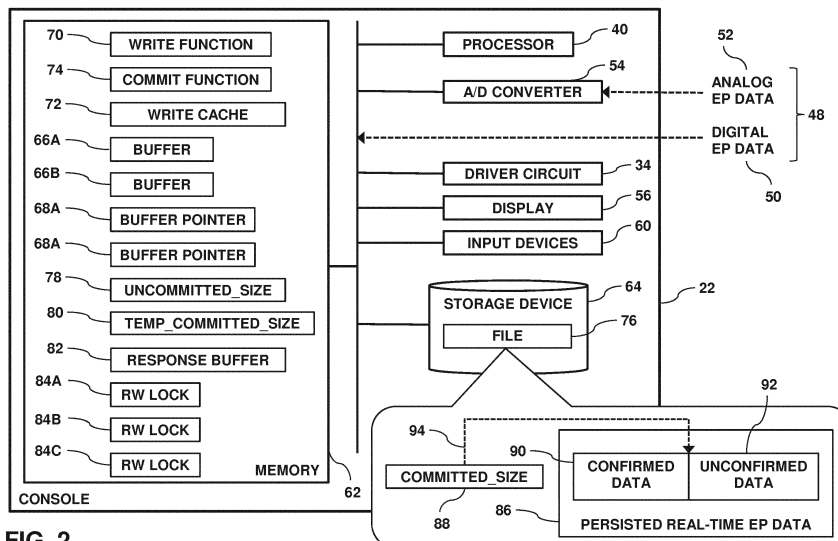 70
WRITE FUNCTION
74
COMMIT FUNCTION
72
WRITE CACHE
66A
BUFFER
66B
BUFFER
68A
BUFFER POINTER
68A
BUFFER POINTER
78
UNCOMMITTED_SIZE
80
TEMP_COMMITTED_SIZE
82
RESPONSE BUFFER
84A
RW LOCK
84B
RW LOCK
84C
RW LOCK
MEMORY
62
CONSOLE
PROCESSOR
40
54
A/D CONVERTER
52
ANALOG
EP DATA
48
DIGITAL
EP DATA
50
DRIVER CIRCUIT
34
DISPLAY
56
INPUT DEVICES
60
STORAGE DEVICE
64
FILE
76
22
94
92
90
CONFIRMED
DATA
UNCONFIRMED
DATA
COMMITTED_SIZE
88
86
PERSISTED REAL-TIME EP DATA
FIG. 2